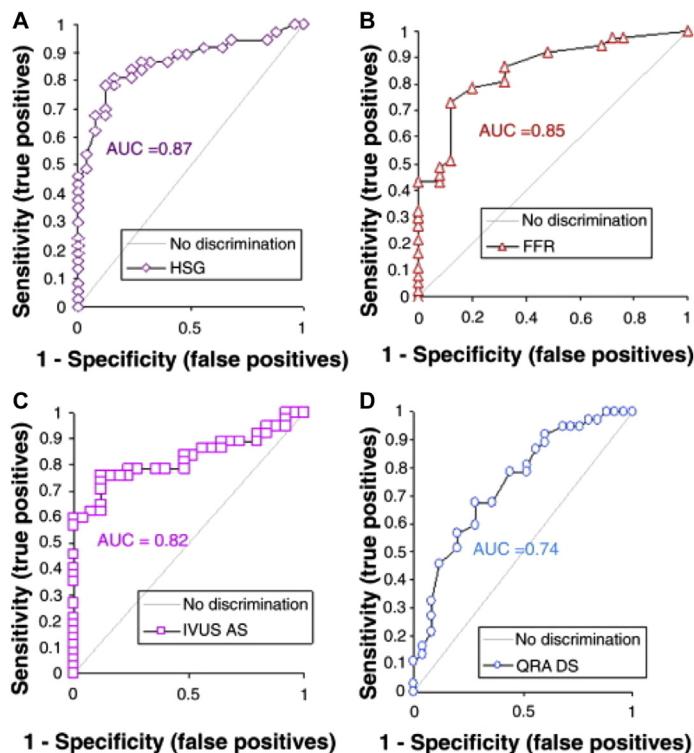 A
Sensitivity (true positives)
1
0.9
0.8
0.7
0.6
0.5
0.4
0.3
0.2
0.1
0
AUC =0.87
No discrimination
HSG
0
0.5
1
1 - Specificity (false positives)
B
Sensitivity (true positives)
1
0.9
0.8
0.7
0.6
0.5
0.4
0.3
0.2
0.1
0
AUC =0.85
No discrimination
FFR
0
0.2
0.4
0.6
0.8
1
1 - Specificity (false positives)
C
Sensitivity (true positives)
1
0.9
0.8
0.7
0.6
0.5
0.4
0.3
0.2
0.1
0
AUC = 0.82
No discrimination
IVUS AS
0
0.5
1
1 - Specificity (false positives)
D
Sensitivity (true positives)
1
0.9
0.8
0.7
0.6
0.5
0.4
0.3
0.2
0.1
0
AUC=0.74
No discrimination
QRA DS
0
0.5
1
1 - Specificity (false positives)